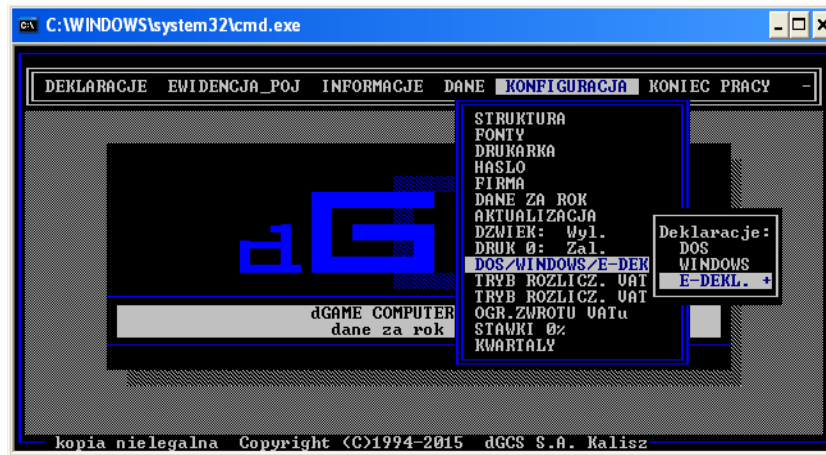 C:\WINDOWS\system32\cmd.exe
DEKLARACJE EWIDENCJA_POJ INFORMACJE DANE KONFIGURACJA KONIEC PRACY -
STRUKTURA
FONTY
DRUKARKA
HASLO
FIRMA
DANE ZA ROK
AKTUALIZACJA
DZWIEK: Wyl.
DRUK 0: Zal.
DOS/WINDOWS/E-DEK
TRYB ROZLICZ. VAT
TRYB ROZLICZ. VAT
OGR.ZWROTU VATu
STAWKI 0%
KWARTALY
Deklaracje:
DOS
WINDOWS
E-DEKL. +
dG
dGAME COMPUTER
dane za rok
kopia nielegalna Copyright (C)1994-2015 dGCS S.A. Kalisz